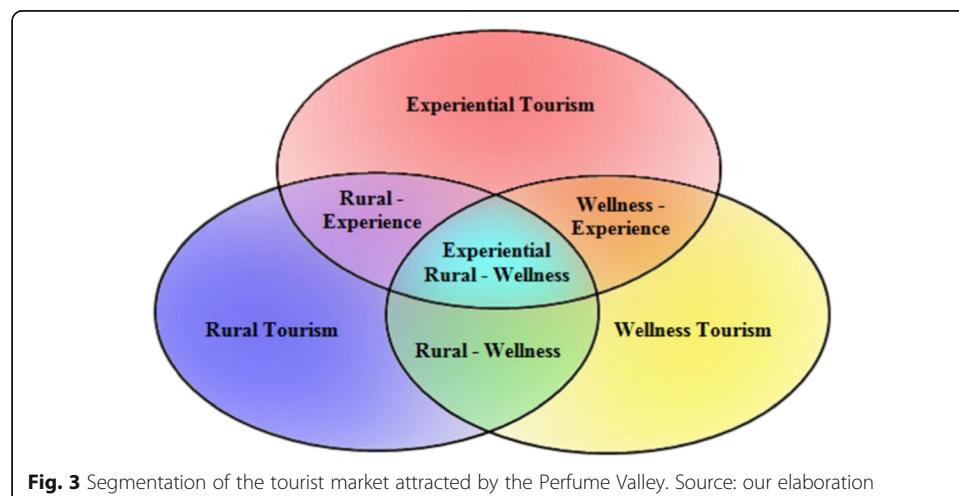 Experiential Tourism
Rural -
Experience
Wellness -
Experience
Experiential
Rural - Wellness
Rural Tourism
Wellness Tourism
Rural - Wellness
Fig. 3 Segmentation of the tourist market attracted by the Perfume Valley. Source: our elaboration